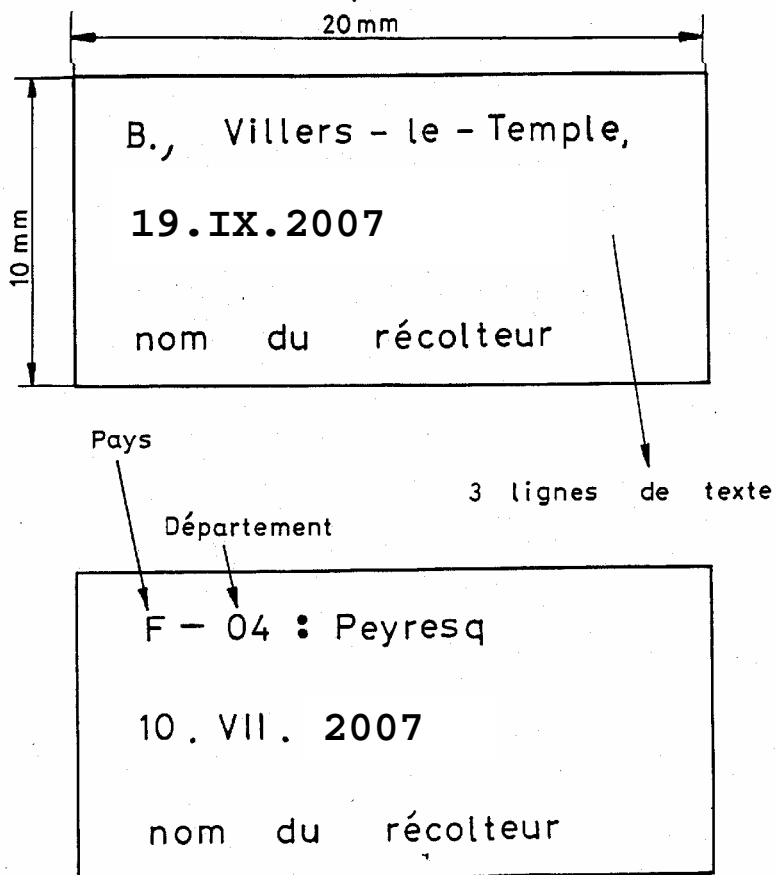 20 mm
10 mm
B., Villers - le - Temple,
19.IX.2007
nom du récolteur
3 lignes de texte
Pays
Département
F - 04 : Peyresq
10. VII. 2007
nom du récolteur